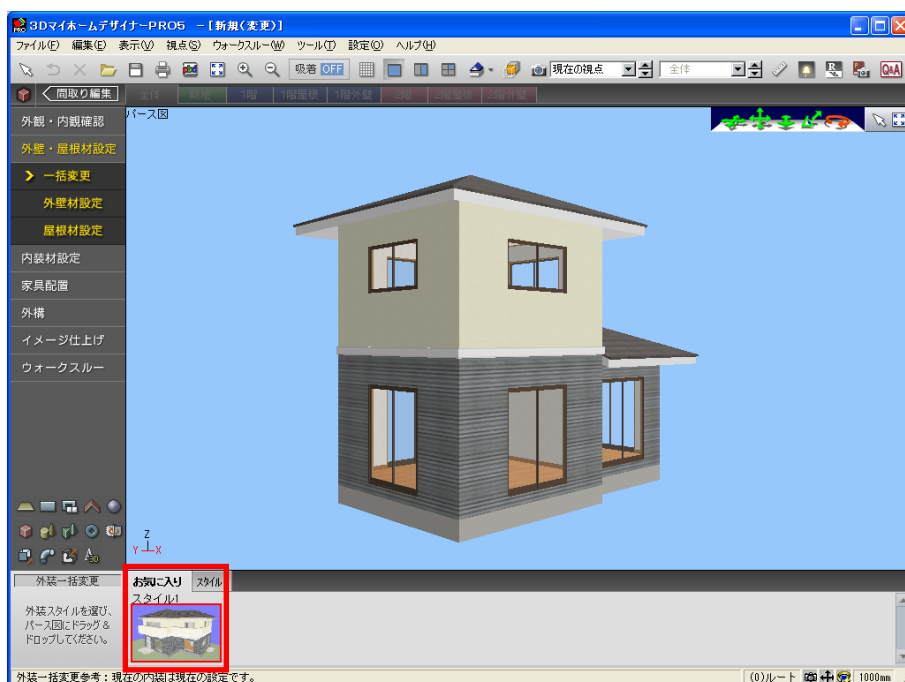 3DマイホームデザイナーPRO5 －[新規(変更)]
ファイル(F) 編集(E) 表示(V) 視点(S) ウォークスルー(W) ツール(T) 設定(O) ヘルプ(H)
吸着 OFF 現在の視点 全体 Q&A
間取り編集 全体 敷地 1階 1階屋根 1階外壁 2階 2階屋根 2階外壁
パース図
外観・内観確認
外壁・屋根材設定
一括変更
外壁材設定
屋根材設定
内装材設定
家具配置
外構
イメージ仕上げ
ウォークスルー
Z
Y X
外装一括変更
お気に入り スタイル
スタイル1
外装スタイルを選び、
パース図にドラッグ＆
ドロップしてください。
外装一括変更参考：現在の内装は現在の設定です。
(0)ルート 1000mm